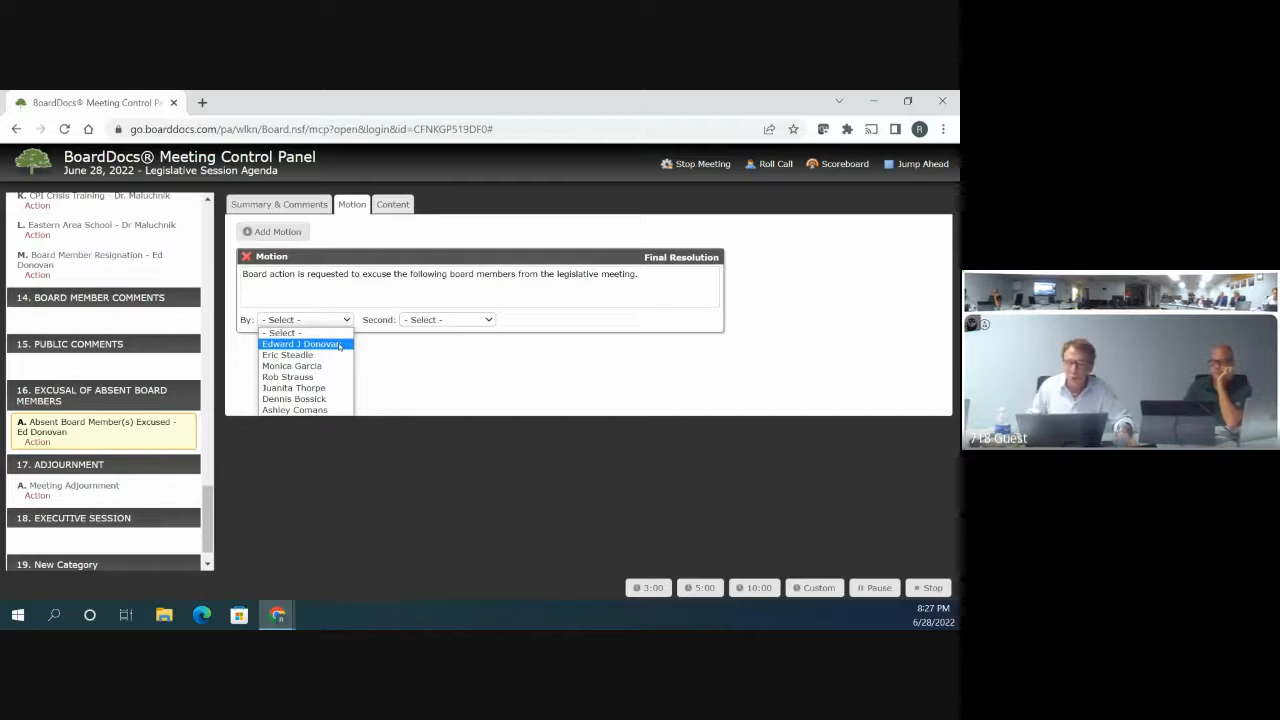 BoardDocs® Meeting Control Pa
go.boarddocs.com/pa/wlkn/Board.nsf/mcp?open&login&id=CFNKGP519DF0#
R
BoardDocs® Meeting Control Panel
June 28, 2022 - Legislative Session Agenda
Stop Meeting
Roll Call
Scoreboard
Jump Ahead
K. CPI Crisis Training - Dr. Maluchnik
Action
L. Eastern Area School - Dr Maluchnik
Action
M. Board Member Resignation - Ed
Donovan
Action
14. BOARD MEMBER COMMENTS
15. PUBLIC COMMENTS
16. EXCUSAL OF ABSENT BOARD
MEMBERS
A. Absent Board Member(s) Excused -
Ed Donovan
Action
17. ADJOURNMENT
A. Meeting Adjournment
Action
18. EXECUTIVE SESSION
19. New Category
Summary & Comments
Motion
Content
Add Motion
Motion
Final Resolution
Board action is requested to excuse the following board members from the legislative meeting.
By: - Select -
Second: - Select -
- Select -
Edward J Donovan
Eric Steadle
Monica Garcia
Rob Strauss
Juanita Thorpe
Dennis Bossick
Ashley Comans
3:00
5:00
10:00
Custom
Pause
Stop
8:27 PM
6/28/2022
718 Guest